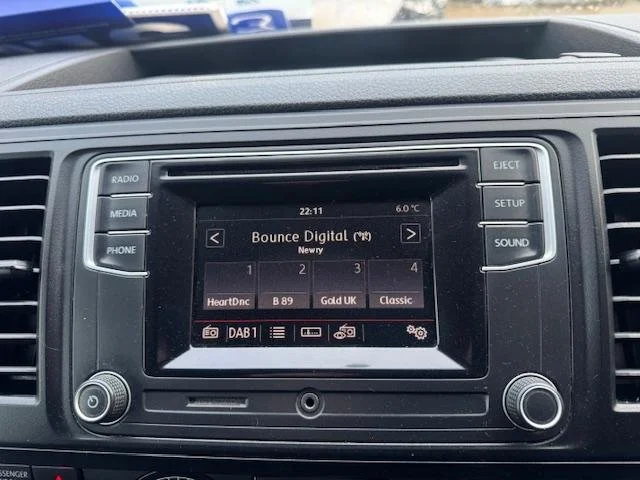 RADIO
EJECT
MEDIA
SETUP
PHONE
SOUND
22:11
6.0 °C
< Bounce Digital >
Newry
1 2 3 4
HeartDnc B 89 Gold UK Classic
DAB1
SSENGER